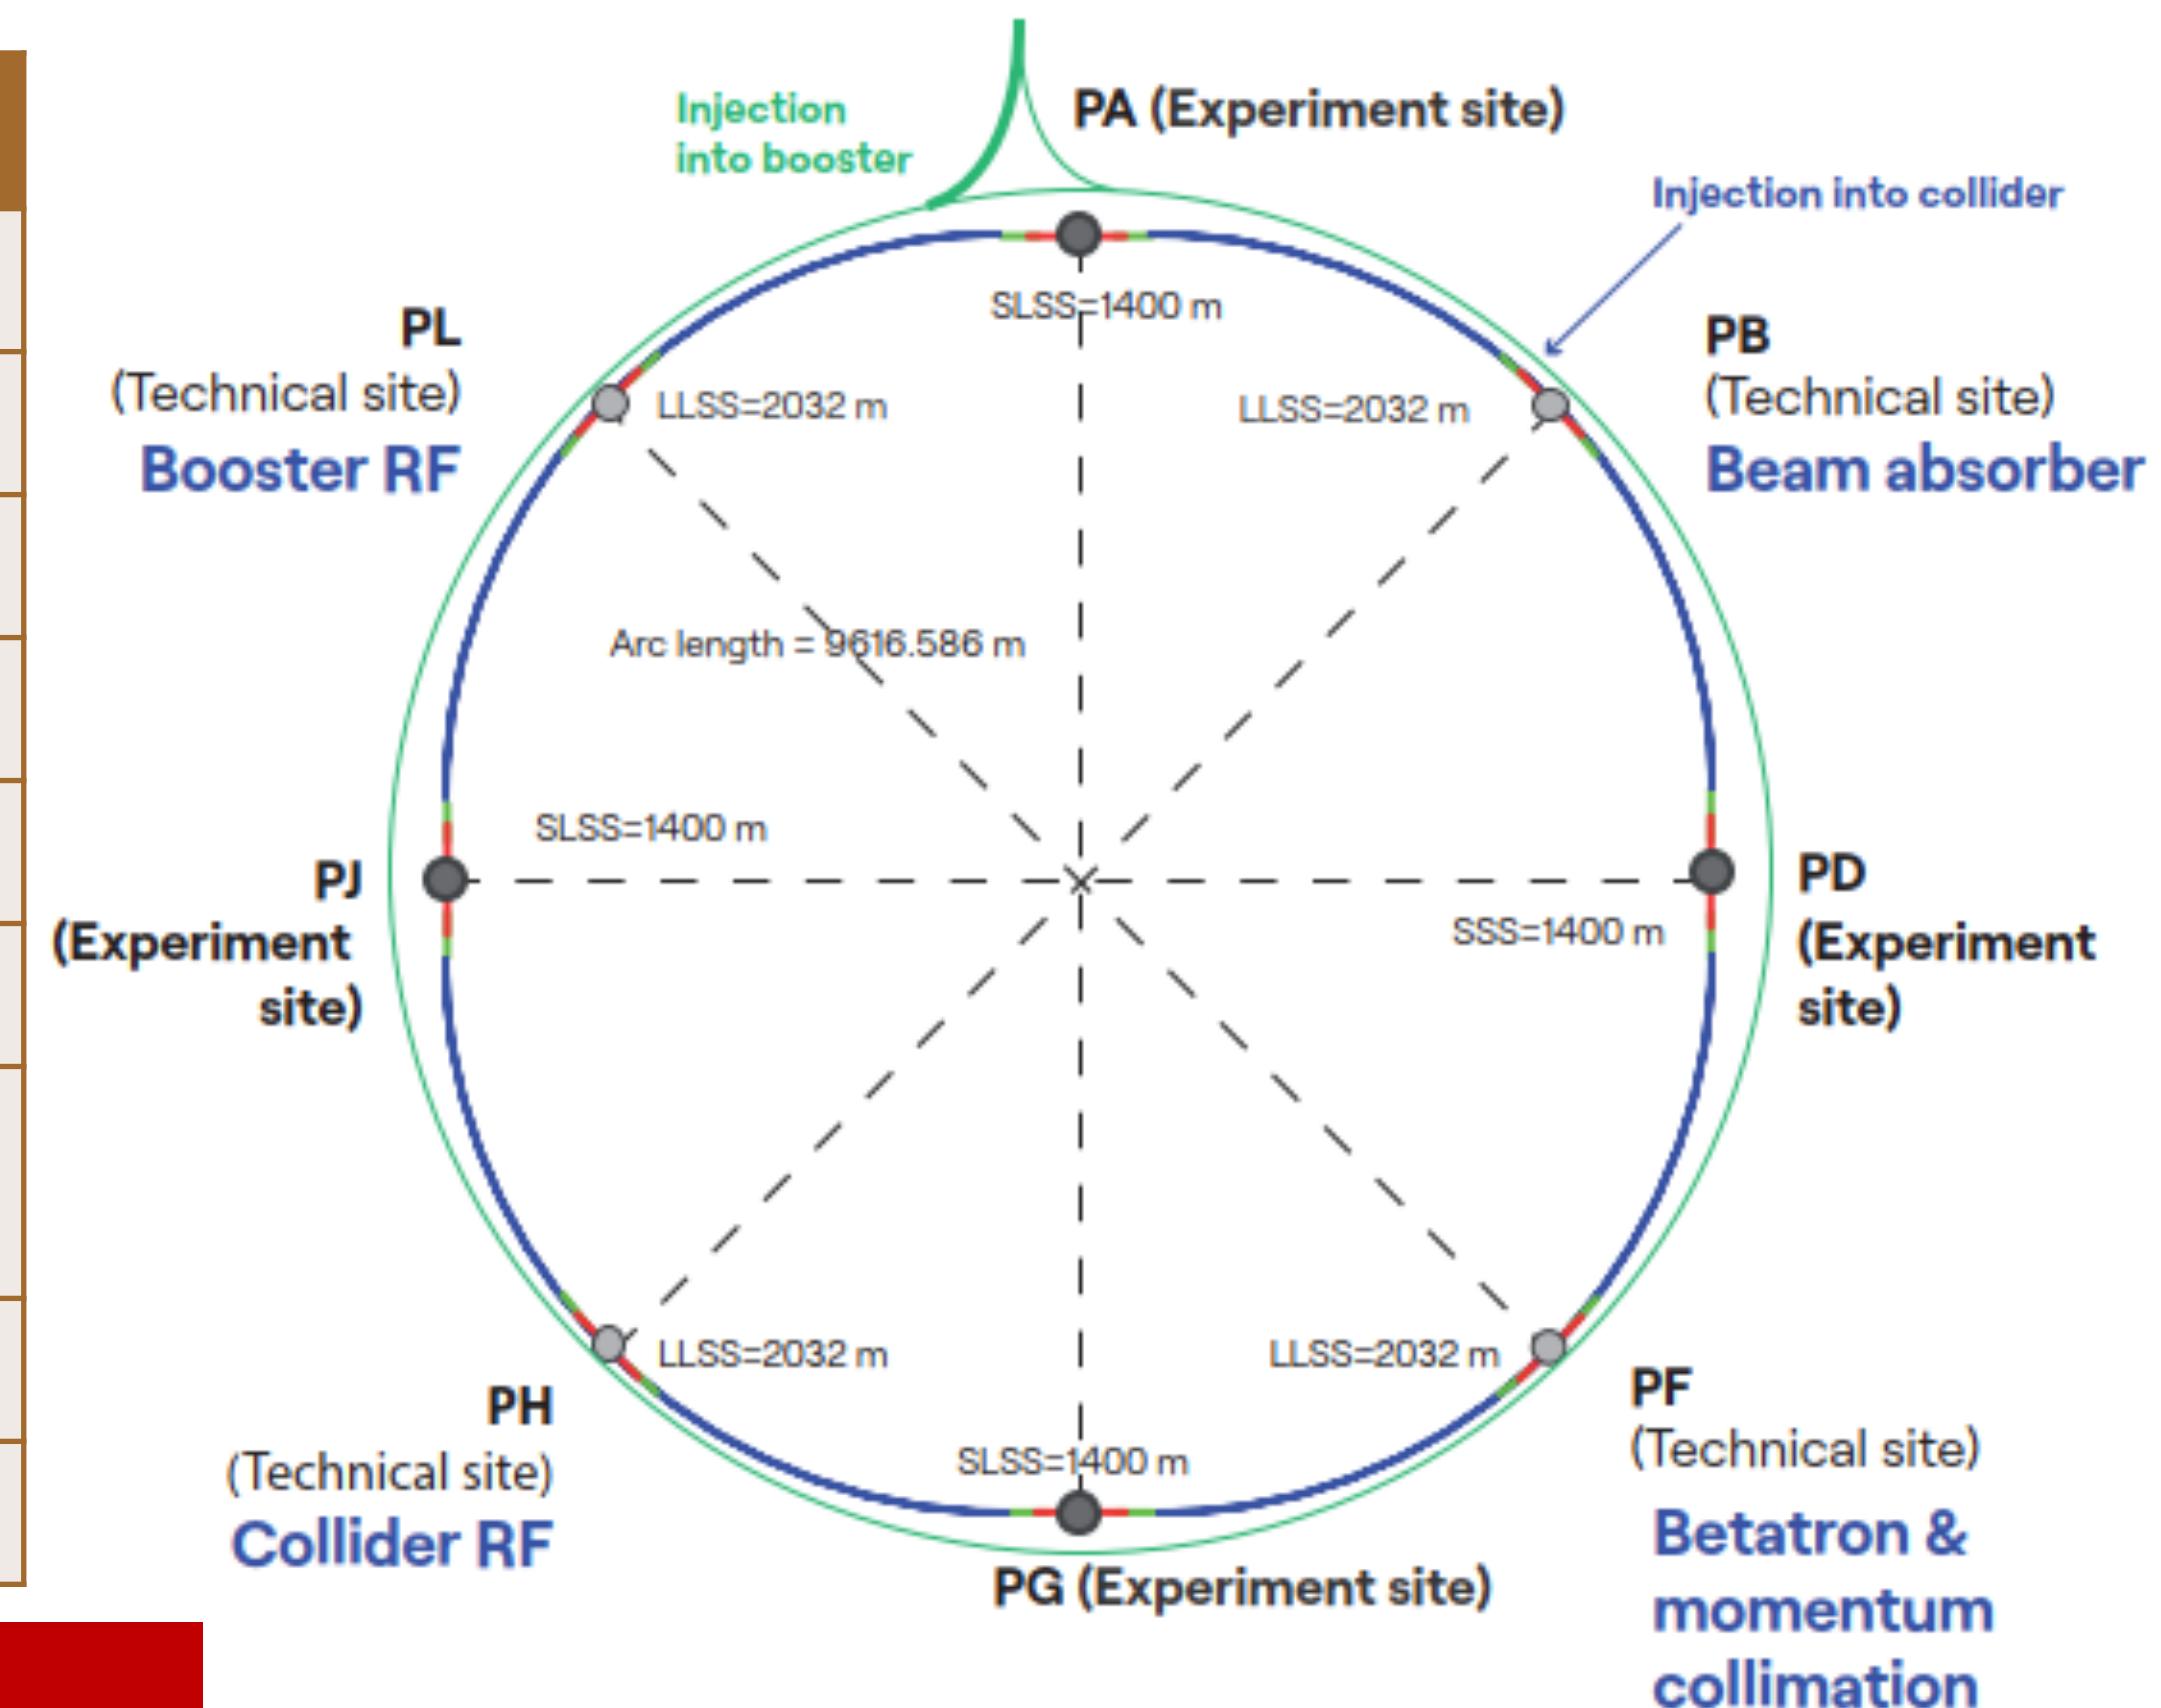 Injection
into booster
PA (Experiment site)
Injection into collider
SLSS=1400 m
PL
(Technical site)
Booster RF
LLSS=2032 m
LLSS=2032 m
PB
(Technical site)
Beam absorber
Arc length = 9616.586 m
SLSS=1400 m
PJ
(Experiment
site)
SSS=1400 m
PD
(Experiment
site)
LLSS=2032 m
LLSS=2032 m
PH
(Technical site)
Collider RF
SLSS=1400 m
PG (Experiment site)
PF
(Technical site)
Betatron &
momentum
collimation